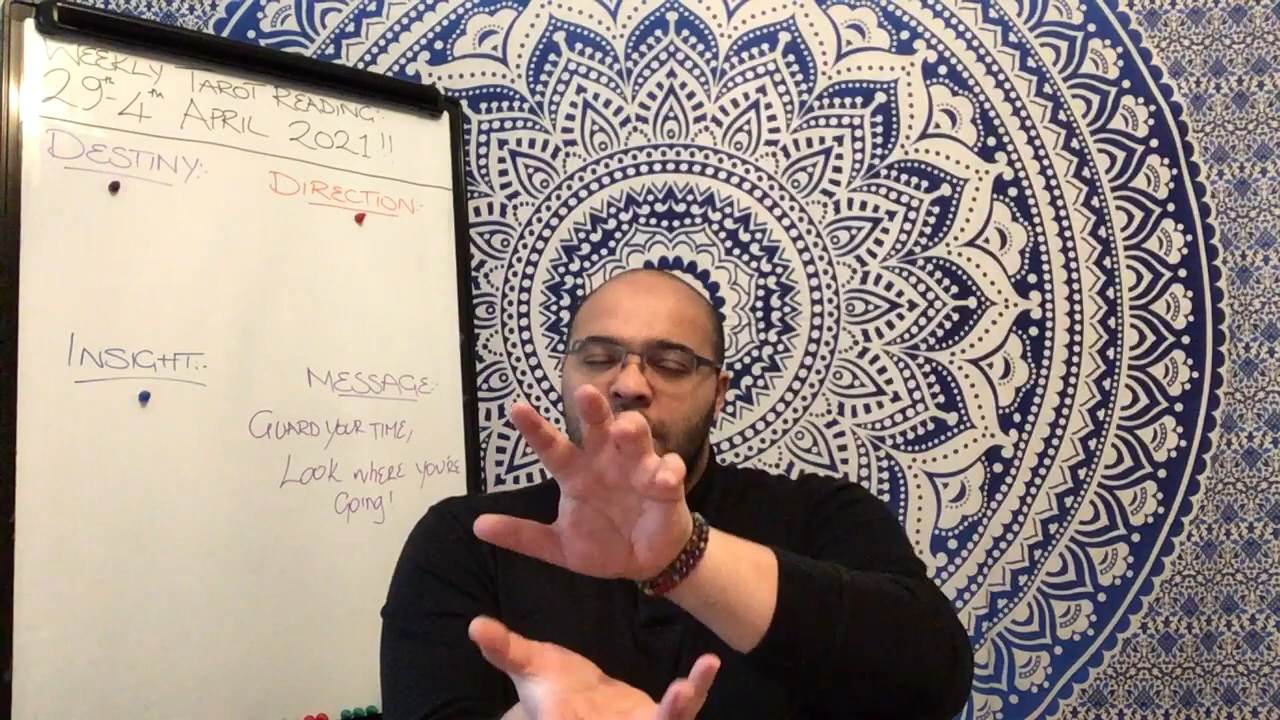 WEEKLY TAROT READING:
29th-4th APRIL 2021!!
DESTINY:
DIRECTION:
INSIGHT:
MESSAGE:
GUARD YOUR TIME,
LOOK WHERE YOU'RE
Going!